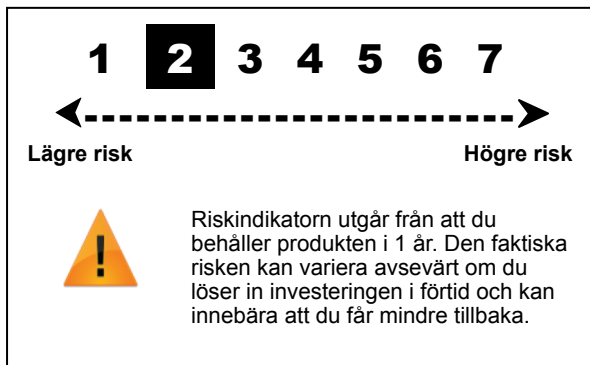 1 2 3 4 5 6 7
Lägre risk Högre risk
!
Riskindikatorn utgår från att du
behåller produkten i 1 år. Den faktiska
risken kan variera avsevärt om du
löser in investeringen i förtid och kan
innebära att du får mindre tillbaka.